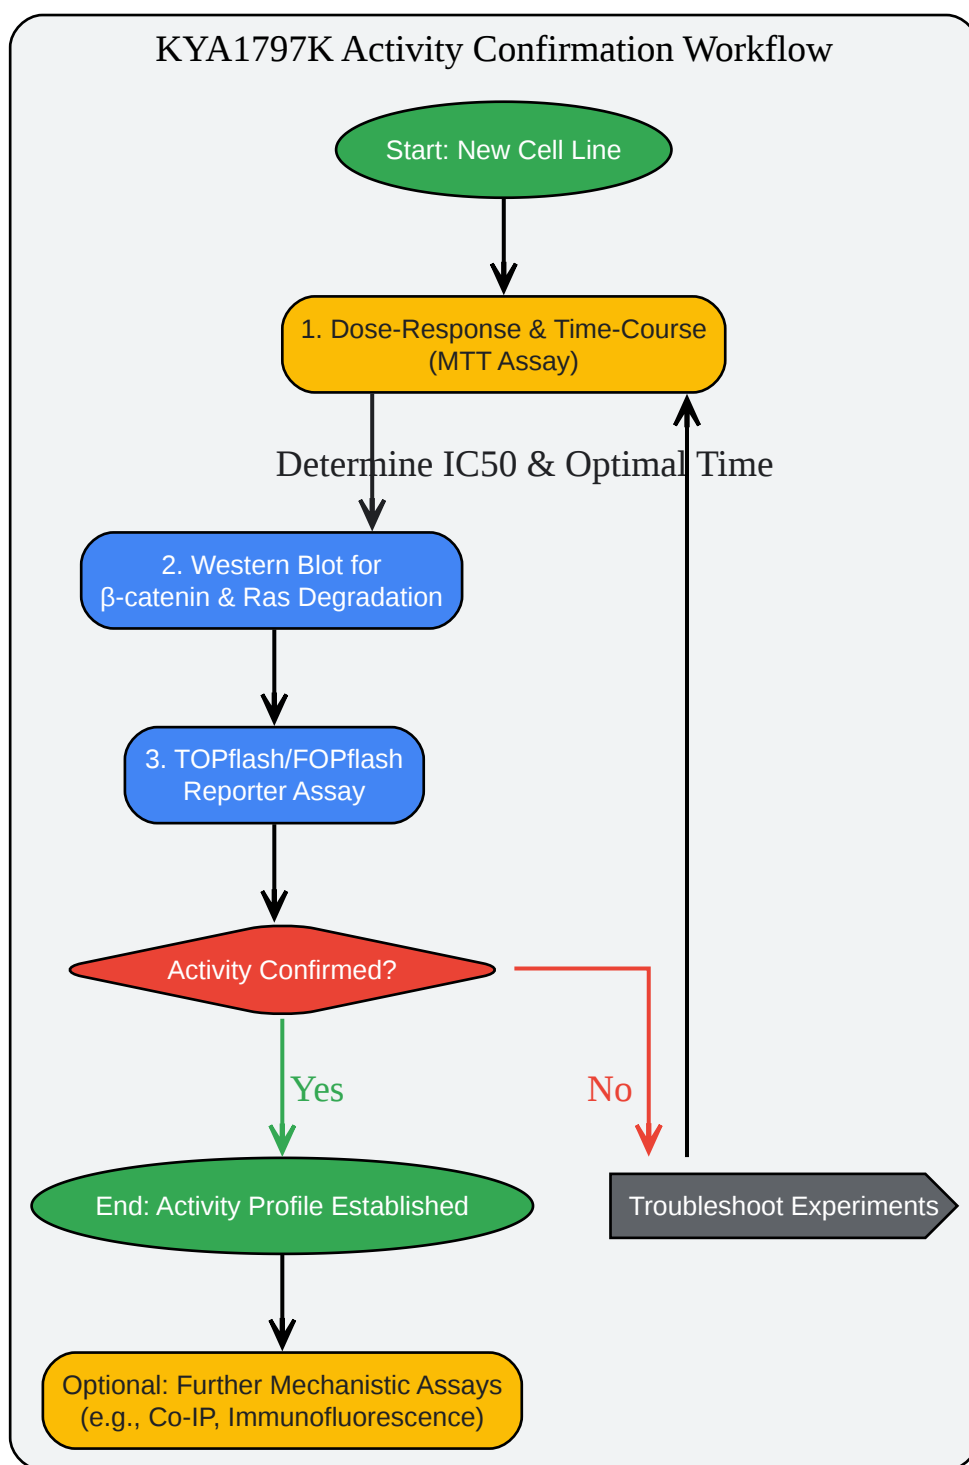 KYA1797K Activity Confirmation Workflow
Start: New Cell Line
1. Dose-Response & Time-Course
(MTT Assay)
Determine IC50 & Optimal Time
2. Western Blot for
β-catenin & Ras Degradation
3. TOPflash/FOPflash
Reporter Assay
Activity Confirmed?
Yes
No
End: Activity Profile Established
Troubleshoot Experiments
Optional: Further Mechanistic Assays
(e.g., Co-IP, Immunofluorescence)